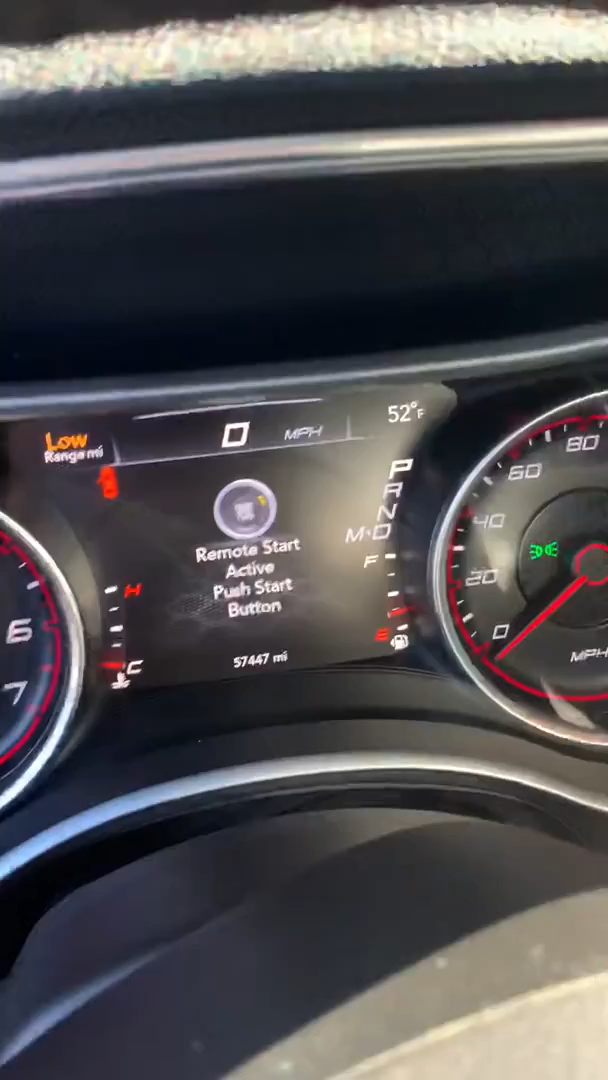 Low
Range mi
0 MPH
52°F
P
R
N
M·D
Remote Start
Active
Push Start
Button
H
C
F
E
57447 mi
6
7
0
20
40
60
80
MPH